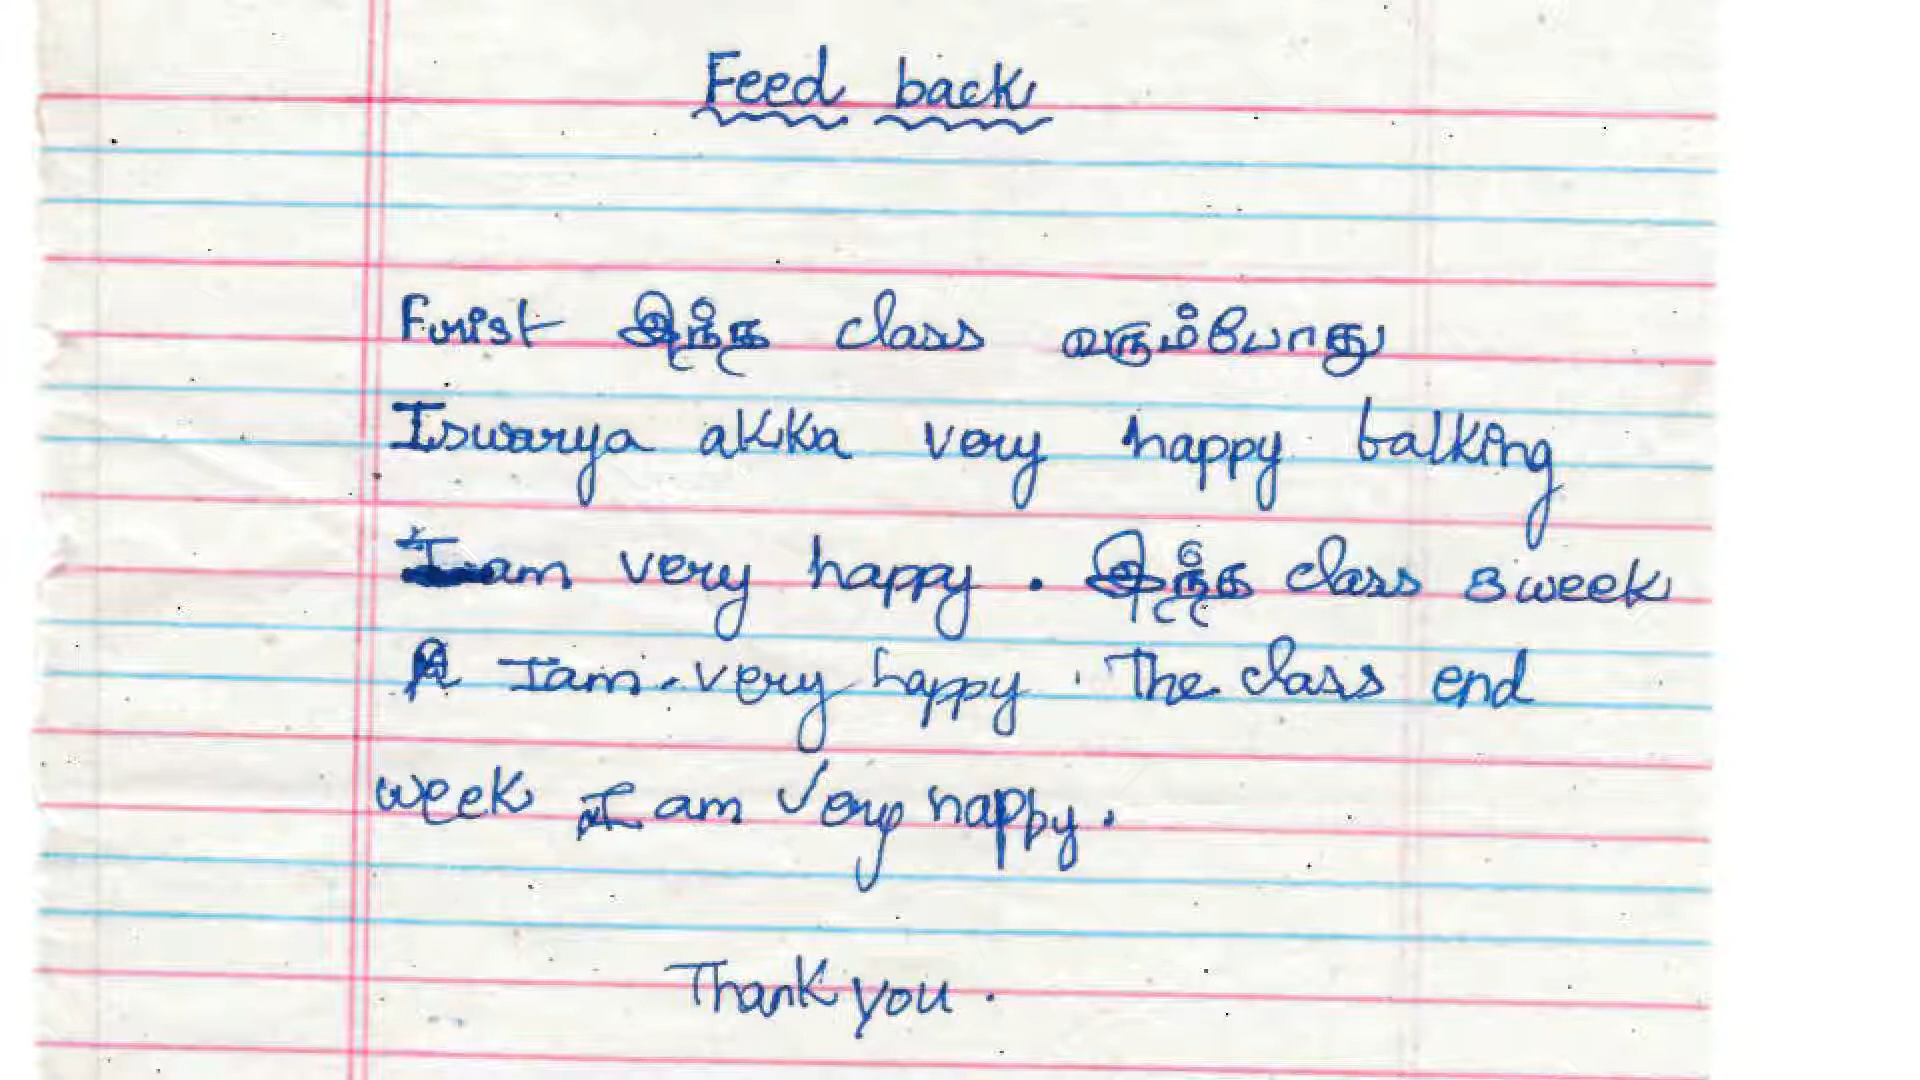 Feed back
Furist இந்த class வரும்போது
Iswarya akka very happy talking
I am very happy . இந்த class 8 week
I am very happy . The class end
week I am very happy .
Thank you .